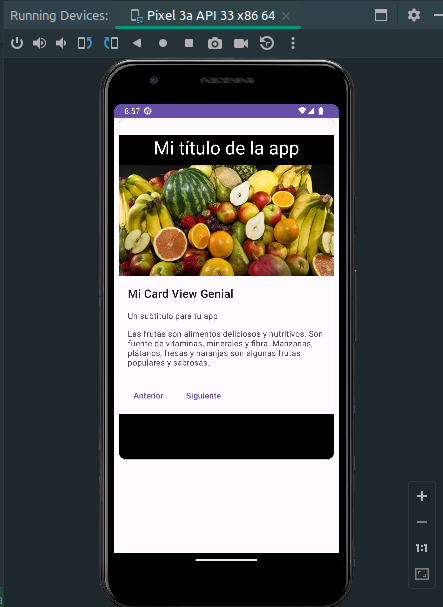 Running Devices: Pixel 3a API 33 x86 64
8:57
Mi título de la app
Mi Card View Genial
Un subtitulo para tu app
Las frutas son alimentos deliciosos y nutritivos. Son
fuente de vitaminas, minerales y fibra. Manzanas,
plátanos, fresas y naranjas son algunas frutas
populares y sabrosas.
Anterior Siguiente
1:1